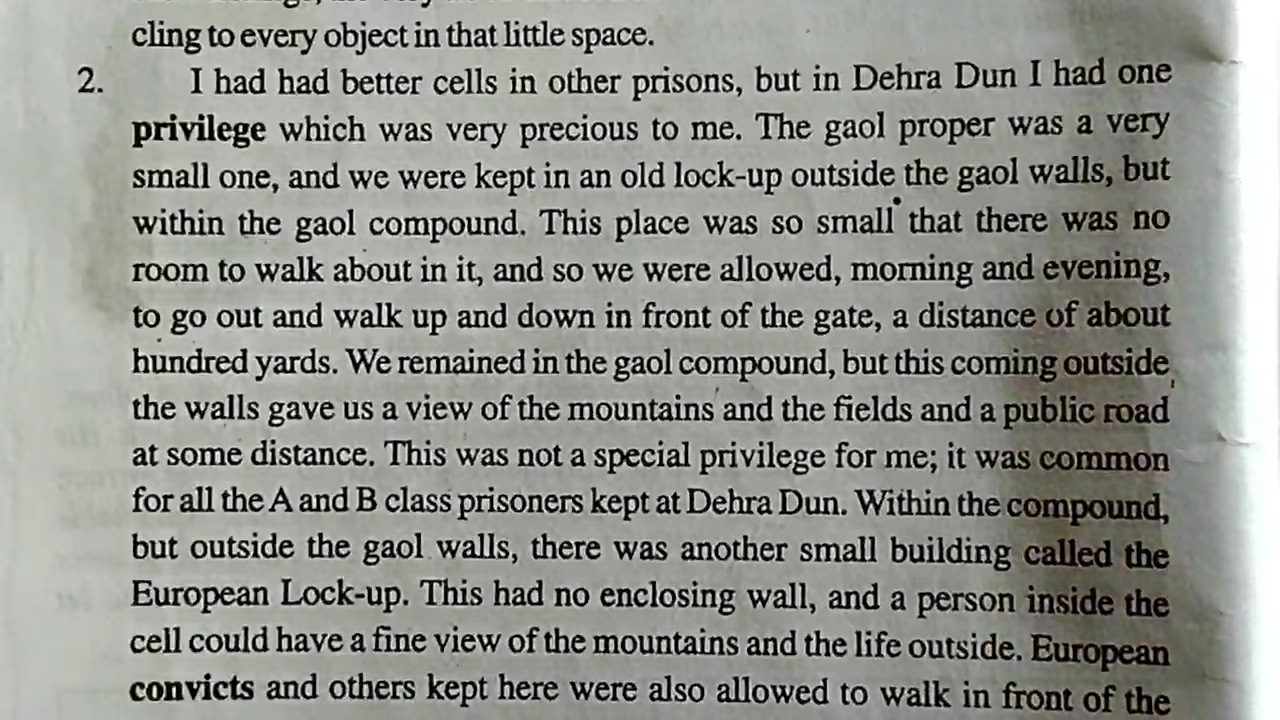 cling to every object in that little space.
2. I had had better cells in other prisons, but in Dehra Dun I had one
privilege which was very precious to me. The gaol proper was a very
small one, and we were kept in an old lock-up outside the gaol walls, but
within the gaol compound. This place was so small that there was no
room to walk about in it, and so we were allowed, morning and evening,
to go out and walk up and down in front of the gate, a distance of about
hundred yards. We remained in the gaol compound, but this coming outside
the walls gave us a view of the mountains and the fields and a public road
at some distance. This was not a special privilege for me; it was common
for all the A and B class prisoners kept at Dehra Dun. Within the compound,
but outside the gaol walls, there was another small building called the
European Lock-up. This had no enclosing wall, and a person inside the
cell could have a fine view of the mountains and the life outside. European
convicts and others kept here were also allowed to walk in front of the